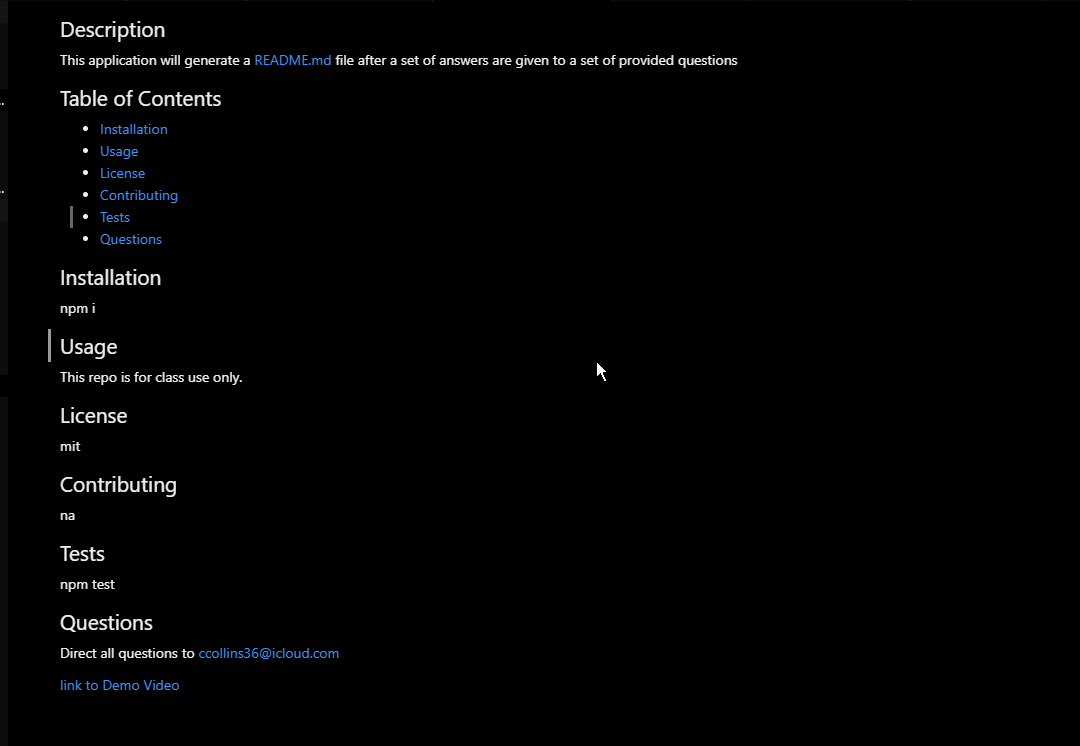 Description
This application will generate a README.md file after a set of answers are given to a set of provided questions
Table of Contents
Installation
Usage
License
Contributing
Tests
Questions
Installation
npm i
Usage
This repo is for class use only.
License
mit
Contributing
na
Tests
npm test
Questions
Direct all questions to ccollins36@icloud.com
link to Demo Video